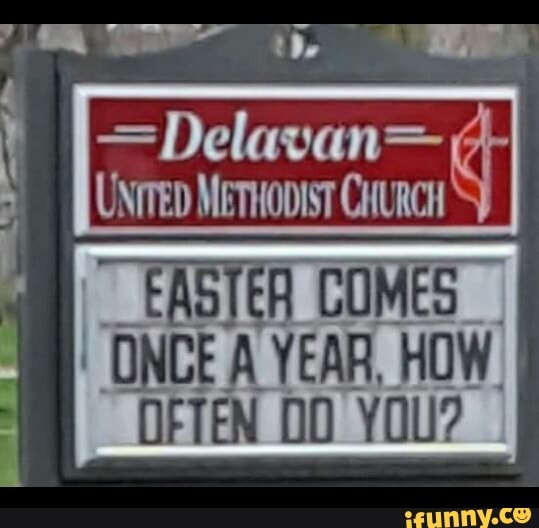 Delavan
UNITED METHODIST CHURCH
EASTER COMES
ONCE A YEAR. HOW
OFTEN DO YOU?
ifunny.co